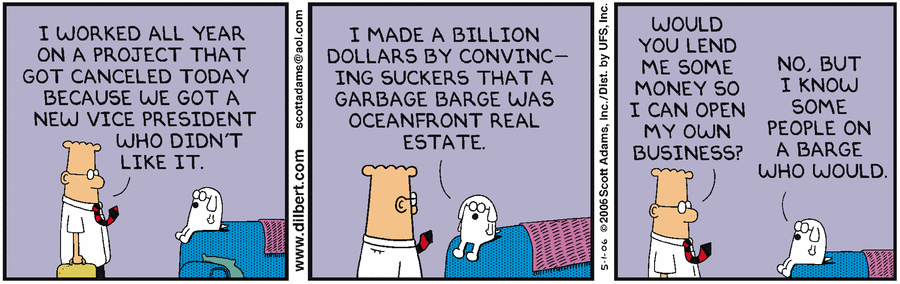 I WORKED ALL YEAR
ON A PROJECT THAT
GOT CANCELED TODAY
BECAUSE WE GOT A
NEW VICE PRESIDENT
WHO DIDN'T
LIKE IT.
www.dilbert.com scottadams@aol.com
I MADE A BILLION
DOLLARS BY CONVINC—
ING SUCKERS THAT A
GARBAGE BARGE WAS
OCEANFRONT REAL
ESTATE.
5-1-06 ©2006 Scott Adams, Inc./Dist. by UFS, Inc.
WOULD
YOU LEND
ME SOME
MONEY SO
I CAN OPEN
MY OWN
BUSINESS?
NO, BUT
I KNOW
SOME
PEOPLE ON
A BARGE
WHO WOULD.